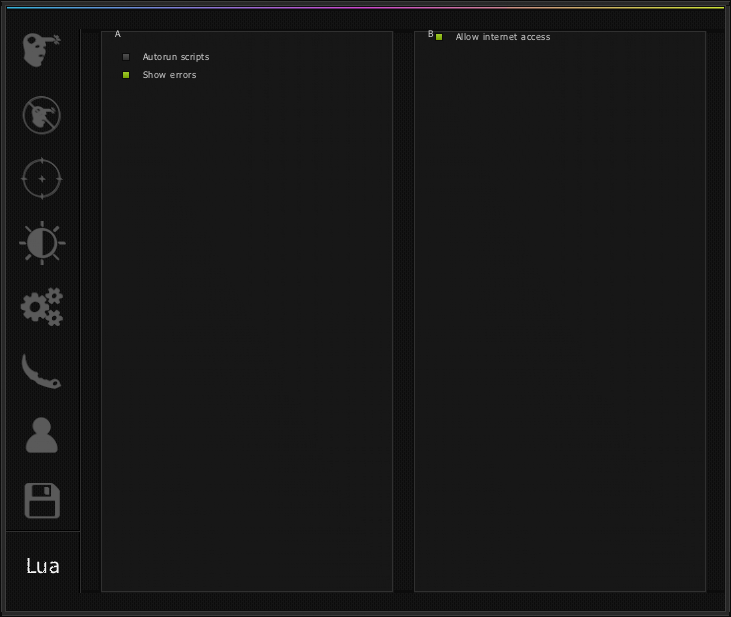 A
Autorun scripts
Show errors
B
Allow internet access
Lua